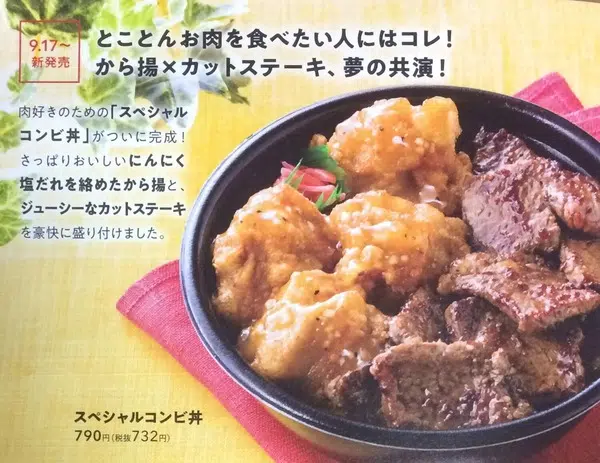 9.17〜
新発売
とことんお肉を食べたい人にはコレ!
から揚×カットステーキ、夢の共演!
肉好きのための「スペシャル
コンビ丼」がついに完成!
さっぱりおいしいにんにく
塩だれを絡めたから揚と、
ジューシーなカットステーキ
を豪快に盛り付けました。
スペシャルコンビ丼
790円(税抜732円)